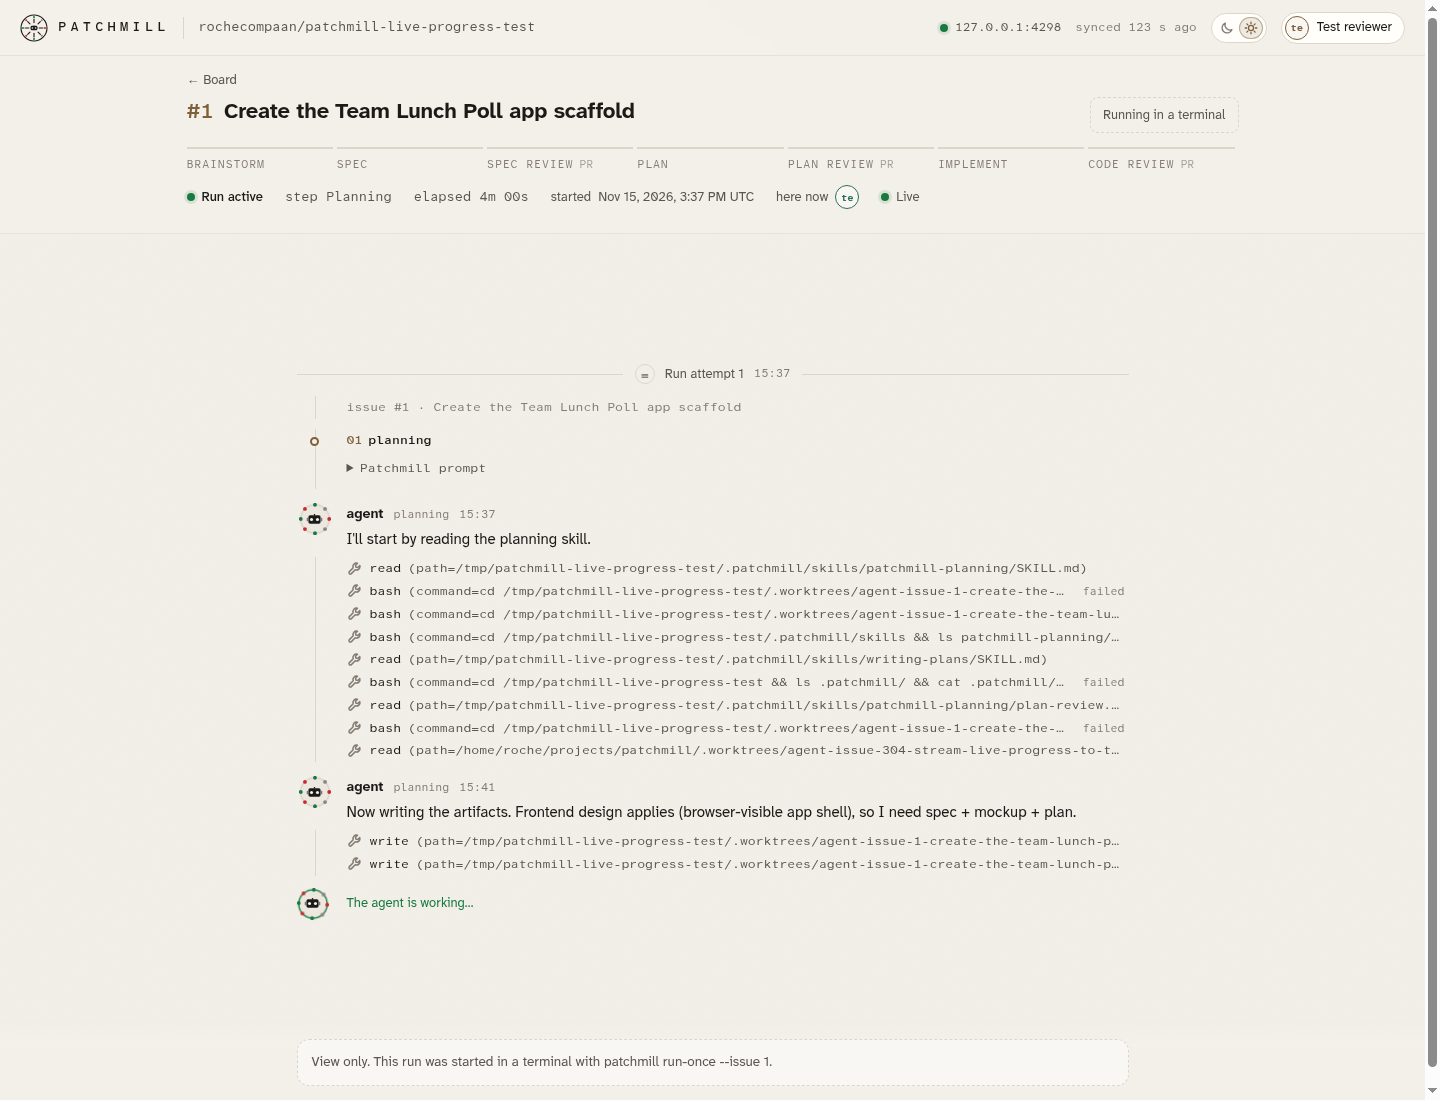 PATCHMILL rochecompaan/patchmill-live-progress-test 127.0.0.1:4298 synced 123 s ago te Test reviewer
← Board
#1 Create the Team Lunch Poll app scaffold Running in a terminal
BRAINSTORM SPEC SPEC REVIEW PR PLAN PLAN REVIEW PR IMPLEMENT CODE REVIEW PR
Run active step Planning elapsed 4m 00s started Nov 15, 2026, 3:37 PM UTC here now te Live
Run attempt 1 15:37
issue #1 · Create the Team Lunch Poll app scaffold
01 planning
Patchmill prompt
agent planning 15:37
I'll start by reading the planning skill.
read (path=/tmp/patchmill-live-progress-test/.patchmill/skills/patchmill-planning/SKILL.md)
bash (command=cd /tmp/patchmill-live-progress-test/.worktrees/agent-issue-1-create-the-… failed
bash (command=cd /tmp/patchmill-live-progress-test/.worktrees/agent-issue-1-create-the-team-lu…
bash (command=cd /tmp/patchmill-live-progress-test/.patchmill/skills && ls patchmill-planning/…
read (path=/tmp/patchmill-live-progress-test/.patchmill/skills/writing-plans/SKILL.md)
bash (command=cd /tmp/patchmill-live-progress-test && ls .patchmill/ && cat .patchmill/… failed
read (path=/tmp/patchmill-live-progress-test/.patchmill/skills/patchmill-planning/plan-review.…
bash (command=cd /tmp/patchmill-live-progress-test/.worktrees/agent-issue-1-create-the-… failed
read (path=/home/roche/projects/patchmill/.worktrees/agent-issue-304-stream-live-progress-to-t…
agent planning 15:41
Now writing the artifacts. Frontend design applies (browser-visible app shell), so I need spec + mockup + plan.
write (path=/tmp/patchmill-live-progress-test/.worktrees/agent-issue-1-create-the-team-lunch-p…
write (path=/tmp/patchmill-live-progress-test/.worktrees/agent-issue-1-create-the-team-lunch-p…
The agent is working…
View only. This run was started in a terminal with patchmill run-once --issue 1.